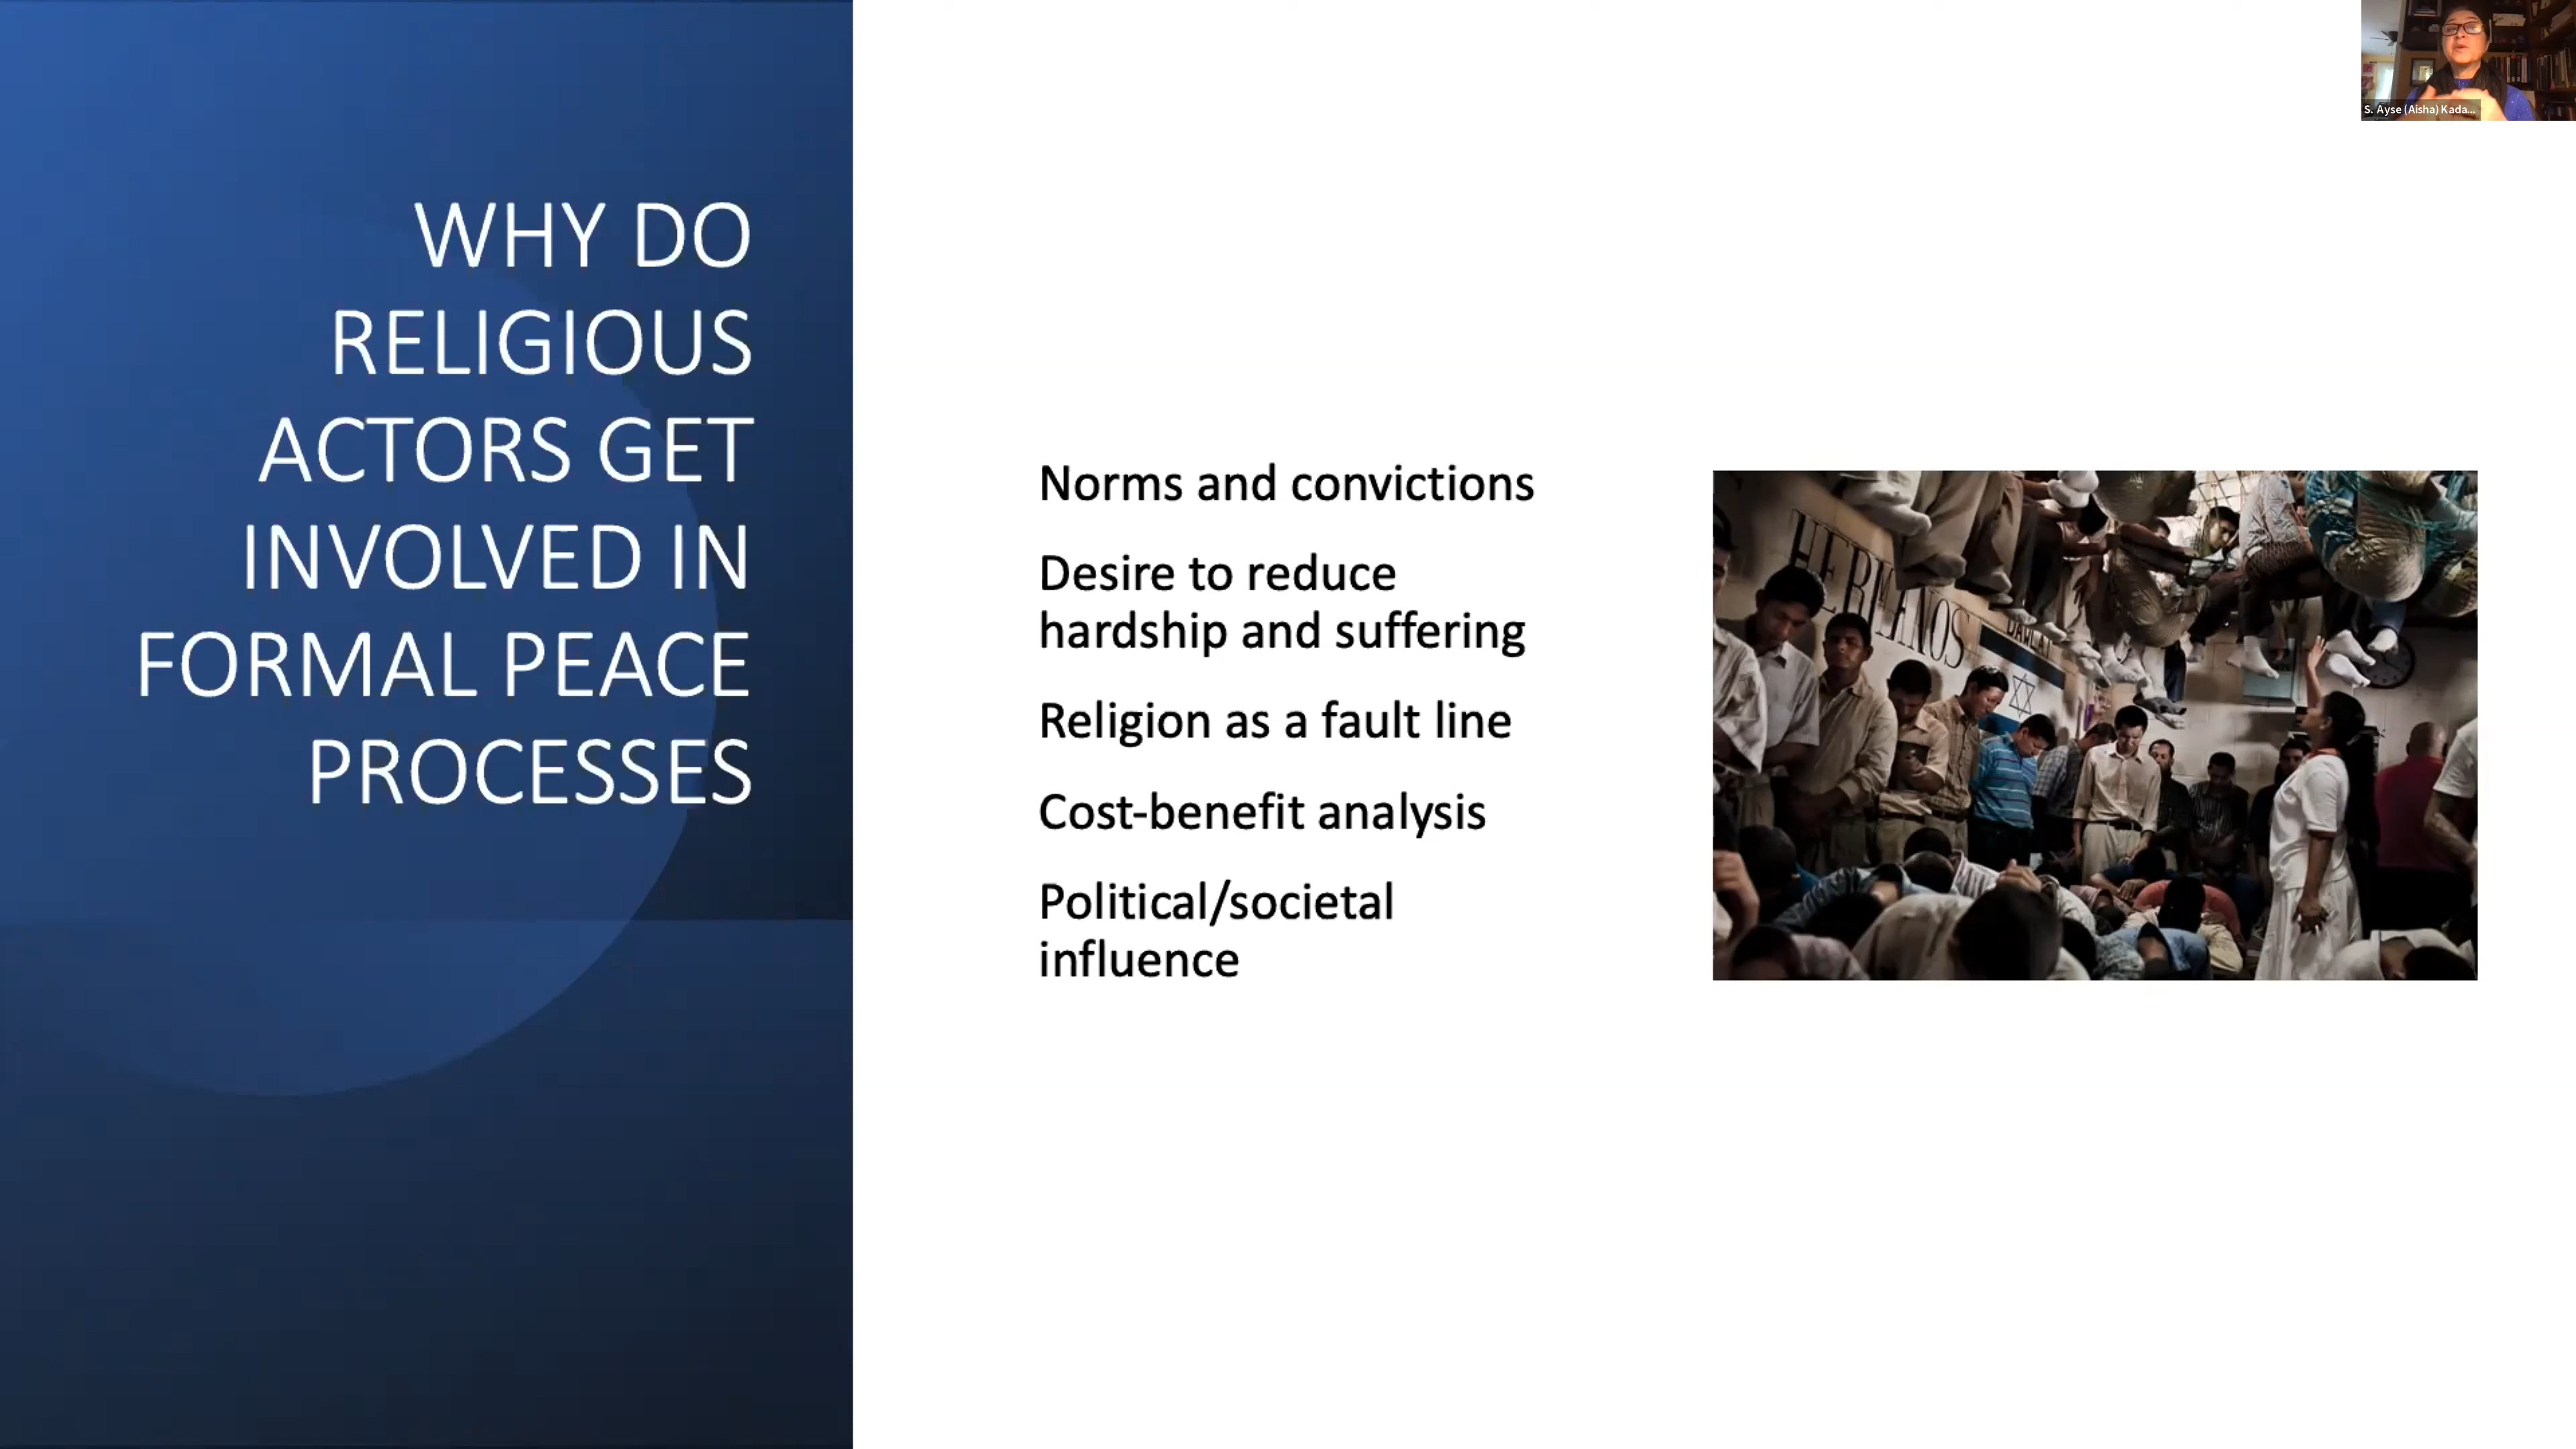 WHY DO
RELIGIOUS
ACTORS GET
INVOLVED IN
FORMAL PEACE
PROCESSES
Norms and convictions
Desire to reduce
hardship and suffering
Religion as a fault line
Cost-benefit analysis
Political/societal
influence
HERMANOS
S. Ayse (Aisha) Kada...